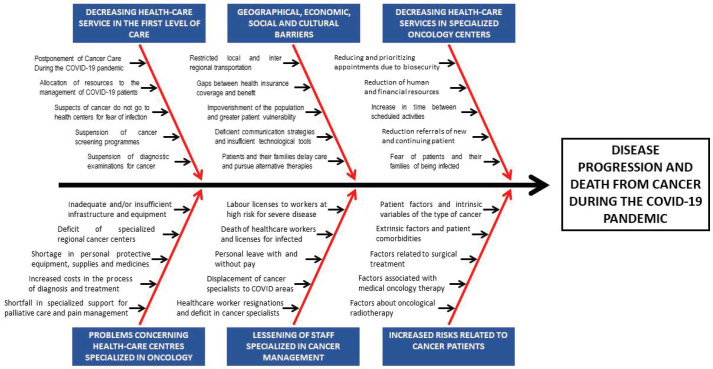 DECREASING HEALTH-CARE
SERVICE IN THE FIRST LEVEL OF
CARE
GEOGRAPHICAL, ECONOMIC,
SOCIAL AND CULTURAL
BARRIERS
DECREASING HEALTH-CARE
SERVICES IN SPECIALIZED
ONCOLOGY CENTERS
Postponement of Cancer Care
During the COVID-19 pandemic
Allocation of resources to the
management of COVID-19 patients
Suspects of cancer do not go to
health centers for fear of infection
Suspension of cancer
screening programmes
Suspension of diagnostic
examinations for cancer
Restricted local and inter
regional transportation
Gaps between health insurance
coverage and benefit
Impoverishment of the population
and greater patient vulnerability
Deficient communication strategies
and insufficient technological tools
Patients and their families delay care
and pursue alternative therapies
Reducing and prioritizing
appointments due to biosecurity
Reduction of human
and financial resources
Increase in time between
scheduled activities
Reduction referrals of new
and continuing patient
Fear of patients and their
families of being infected
DISEASE
PROGRESSION AND
DEATH FROM CANCER
DURING THE COVID-19
PANDEMIC
Inadequate and/or insufficient
infrastructure and equipment
Deficit of specialized
regional cancer centers
Shortage in personal protective
equipment, supplies and medicines
Increased costs in the process
of diagnosis and treatment
Shortfall in specialized support for
palliative care and pain management
Labour licenses to workers at
high risk for severe disease
Death of healthcare workers
and licenses for infected
Personal leave with and
without pay
Displacement of cancer
specialists to COVID areas
Healthcare worker resignations
and deficit in cancer specialists
Patient factors and intrinsic
variables of the type of cancer
Extrinsic factors and patient
comorbidities
Factors related to surgical
treatment
Factors associated with
medical oncology therapy
Factors about oncological
radiotherapy
PROBLEMS CONCERNING
HEALTH-CARE CENTRES
SPECIALIZED IN ONCOLOGY
LESSENING OF STAFF
SPECIALIZED IN CANCER
MANAGEMENT
INCREASED RISKS RELATED TO
CANCER PATIENTS